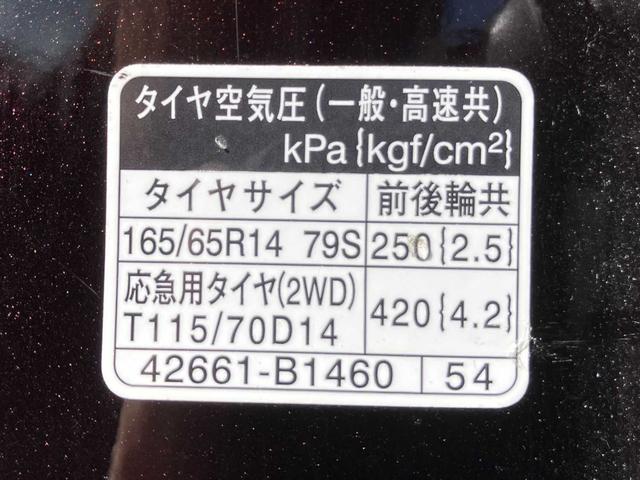 タイヤ空気圧(一般・高速共)
kPa{kgf/cm²}
タイヤサイズ 前後輪共
165/65R14 79S 250{2.5}
応急用タイヤ(2WD)
T115/70D14 420{4.2}
42661-B1460 54